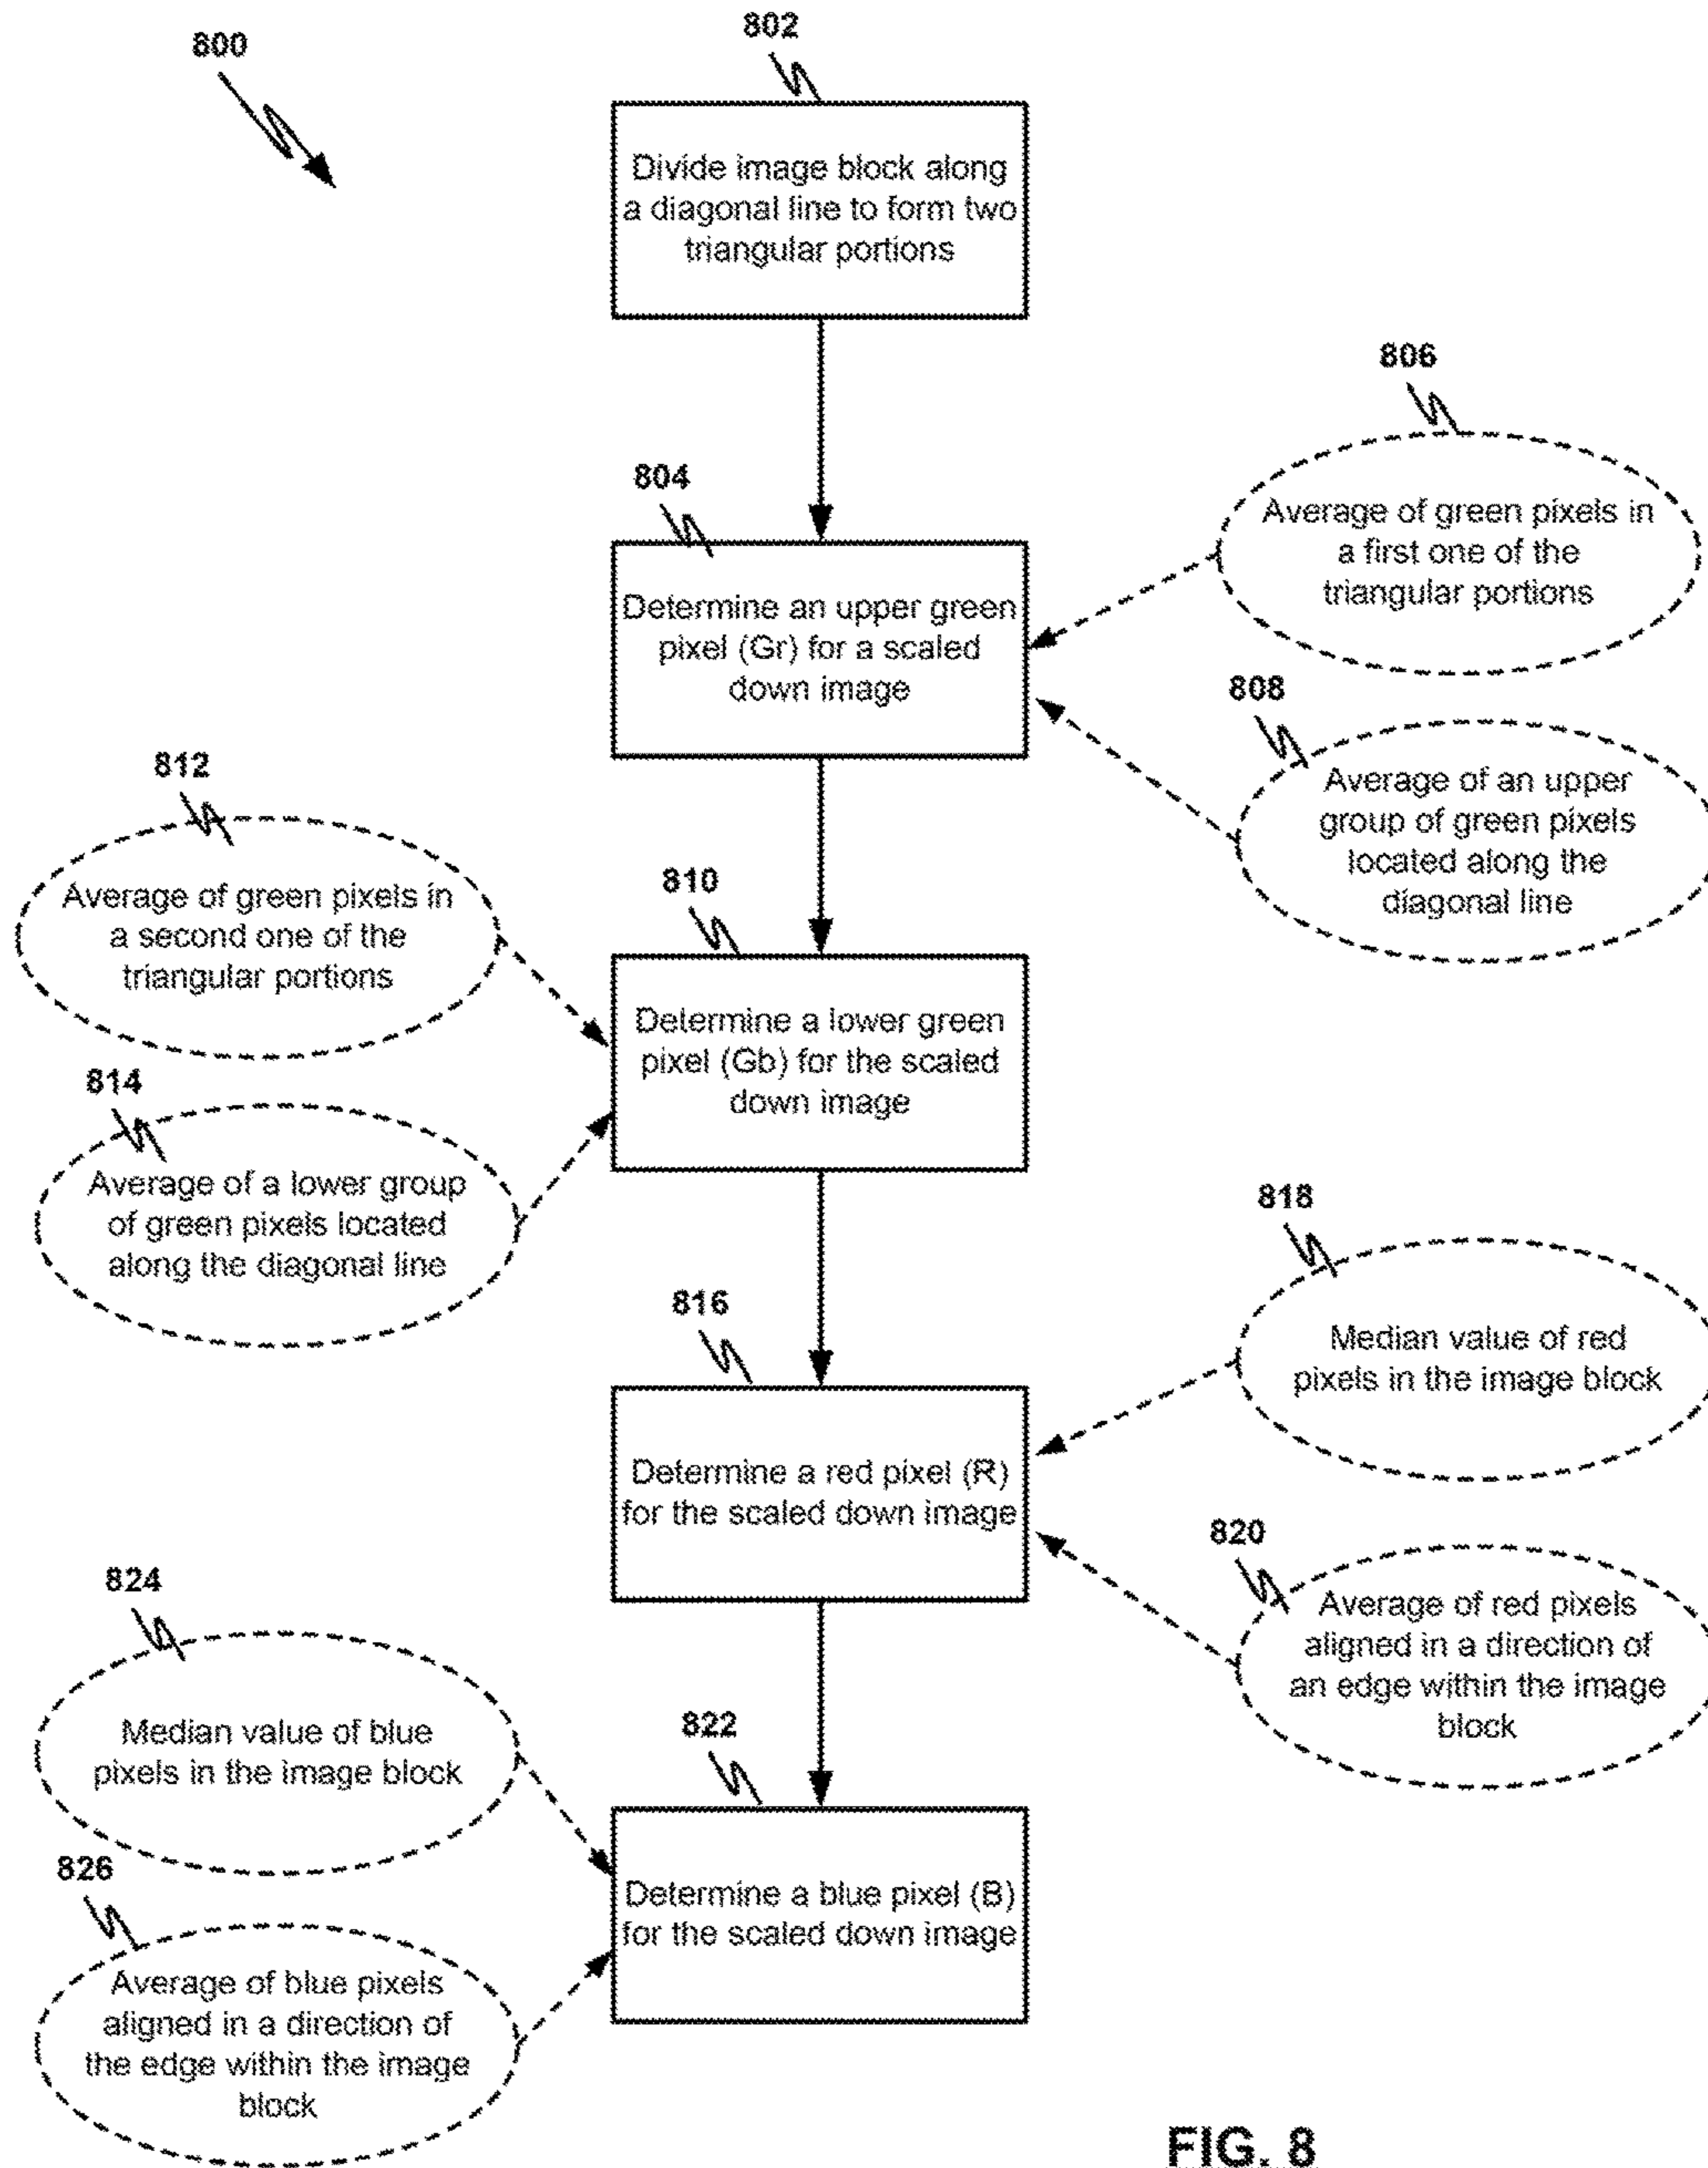 800
802
Divide image block along
a diagonal line to form two
triangular portions
804
Determine an upper green
pixel (Gr) for a scaled
down image
806
Average of green pixels in
a first one of the
triangular portions
808
Average of an upper
group of green pixels
located along the
diagonal line
810
Determine a lower green
pixel (Gb) for the scaled
down image
812
Average of green pixels in
a second one of the
triangular portions
814
Average of a lower group
of green pixels located
along the diagonal line
816
Determine a red pixel (R)
for the scaled down image
818
Median value of red
pixels in the image block
820
Average of red pixels
aligned in a direction of
an edge within the image
block
822
Determine a blue pixel (B)
for the scaled down image
824
Median value of blue
pixels in the image block
826
Average of blue pixels
aligned in a direction of
the edge within the image
block
FIG. 8